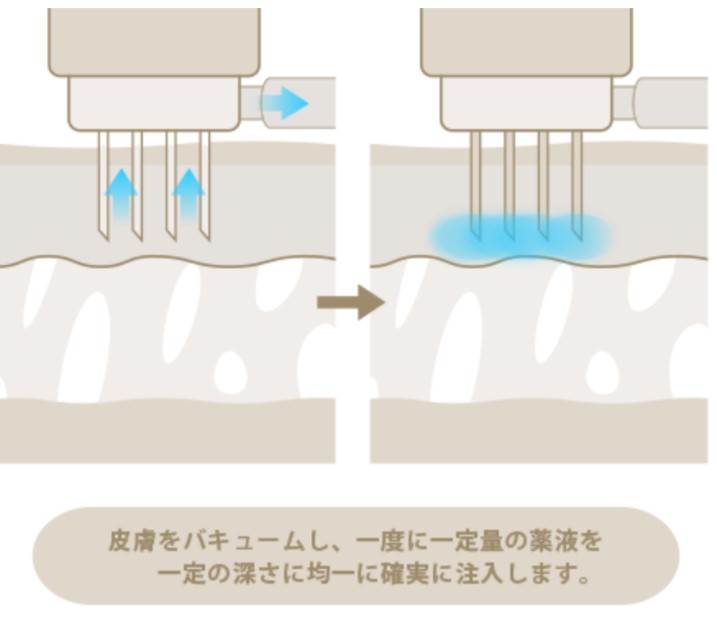 皮膚をバキュームし、一度に一定量の薬液を
一定の深さに均一に確実に注入します。